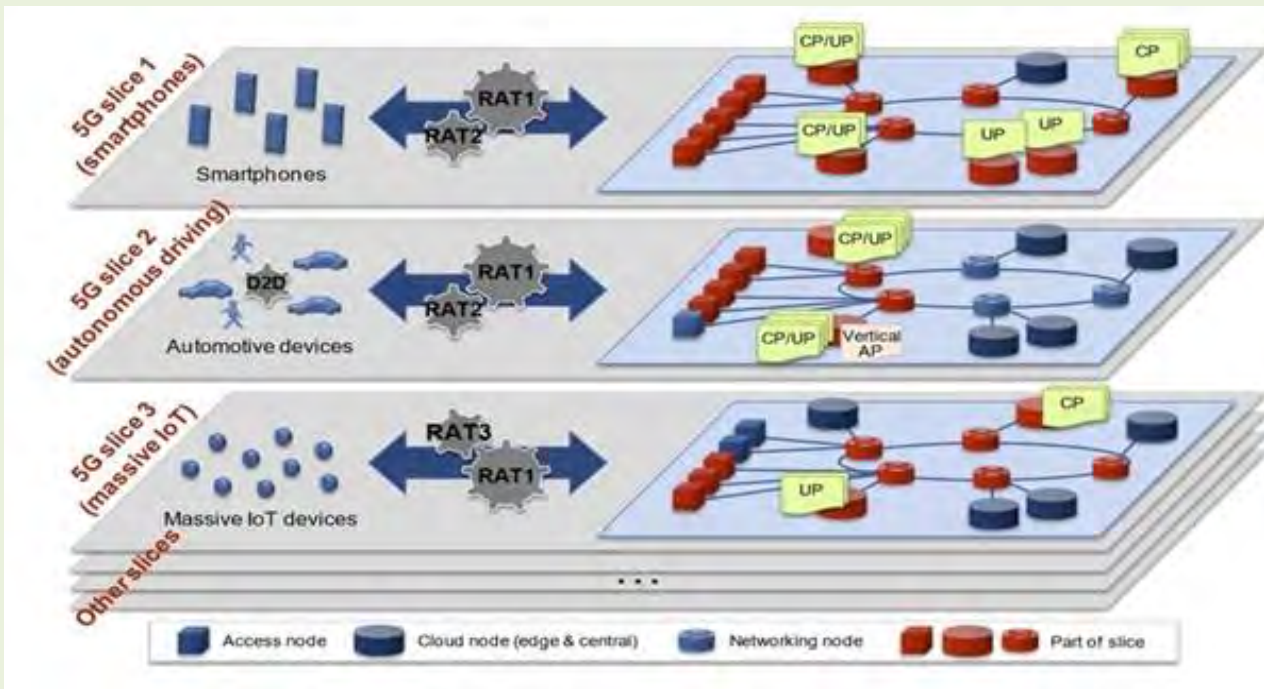 5G slice 1
(smartphones)
Smartphones
RAT1
RAT2
CP/UP
CP
CP/UP
UP
UP
5G slice 2
(autonomous driving)
D2D
Automotive devices
RAT1
RAT2
CP/UP
CP/UP
Vertical
AP
5G slice 3
(massive IoT)
Massive IoT devices
RAT3
RAT1
CP
UP
Other slices
...
Access node
Cloud node (edge & central)
Networking node
Part of slice